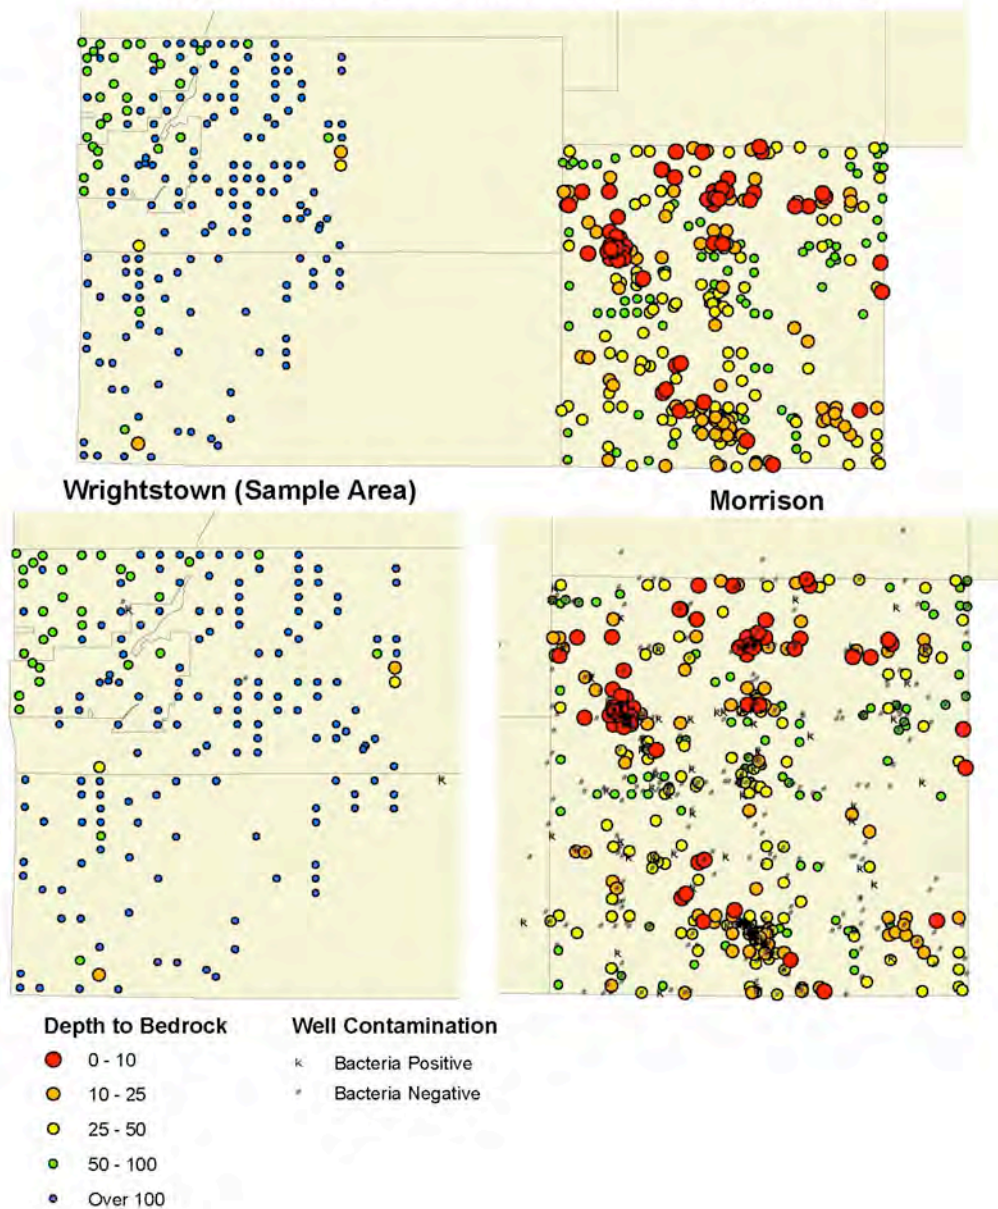 Wrightstown (Sample Area)
Morrison
Depth to Bedrock
0 - 10
10 - 25
25 - 50
50 - 100
Over 100
Well Contamination
k Bacteria Positive
Bacteria Negative